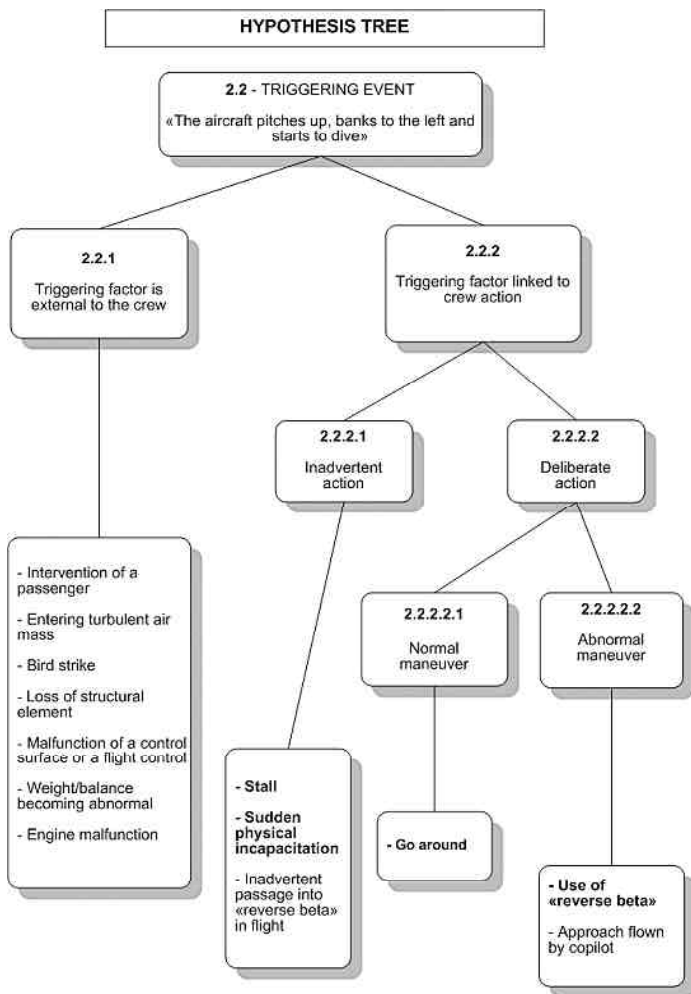 HYPOTHESIS TREE
2.2 - TRIGGERING EVENT
«The aircraft pitches up, banks to the left and
starts to dive»
2.2.1
Triggering factor is
external to the crew
2.2.2
Triggering factor linked to
crew action
2.2.2.1
Inadvertent
action
2.2.2.2
Deliberate
action
- Intervention of a
passenger
- Entering turbulent air
mass
- Bird strike
- Loss of structural
element
- Malfunction of a control
surface or a flight control
- Weight/balance
becoming abnormal
- Engine malfunction
2.2.2.2.1
Normal
maneuver
2.2.2.2.2
Abnormal
maneuver
- Stall
- Sudden
physical
incapacitation
- Inadvertent
passage into
«reverse beta»
in flight
- Go around
- Use of
«reverse beta»
- Approach flown
by copilot